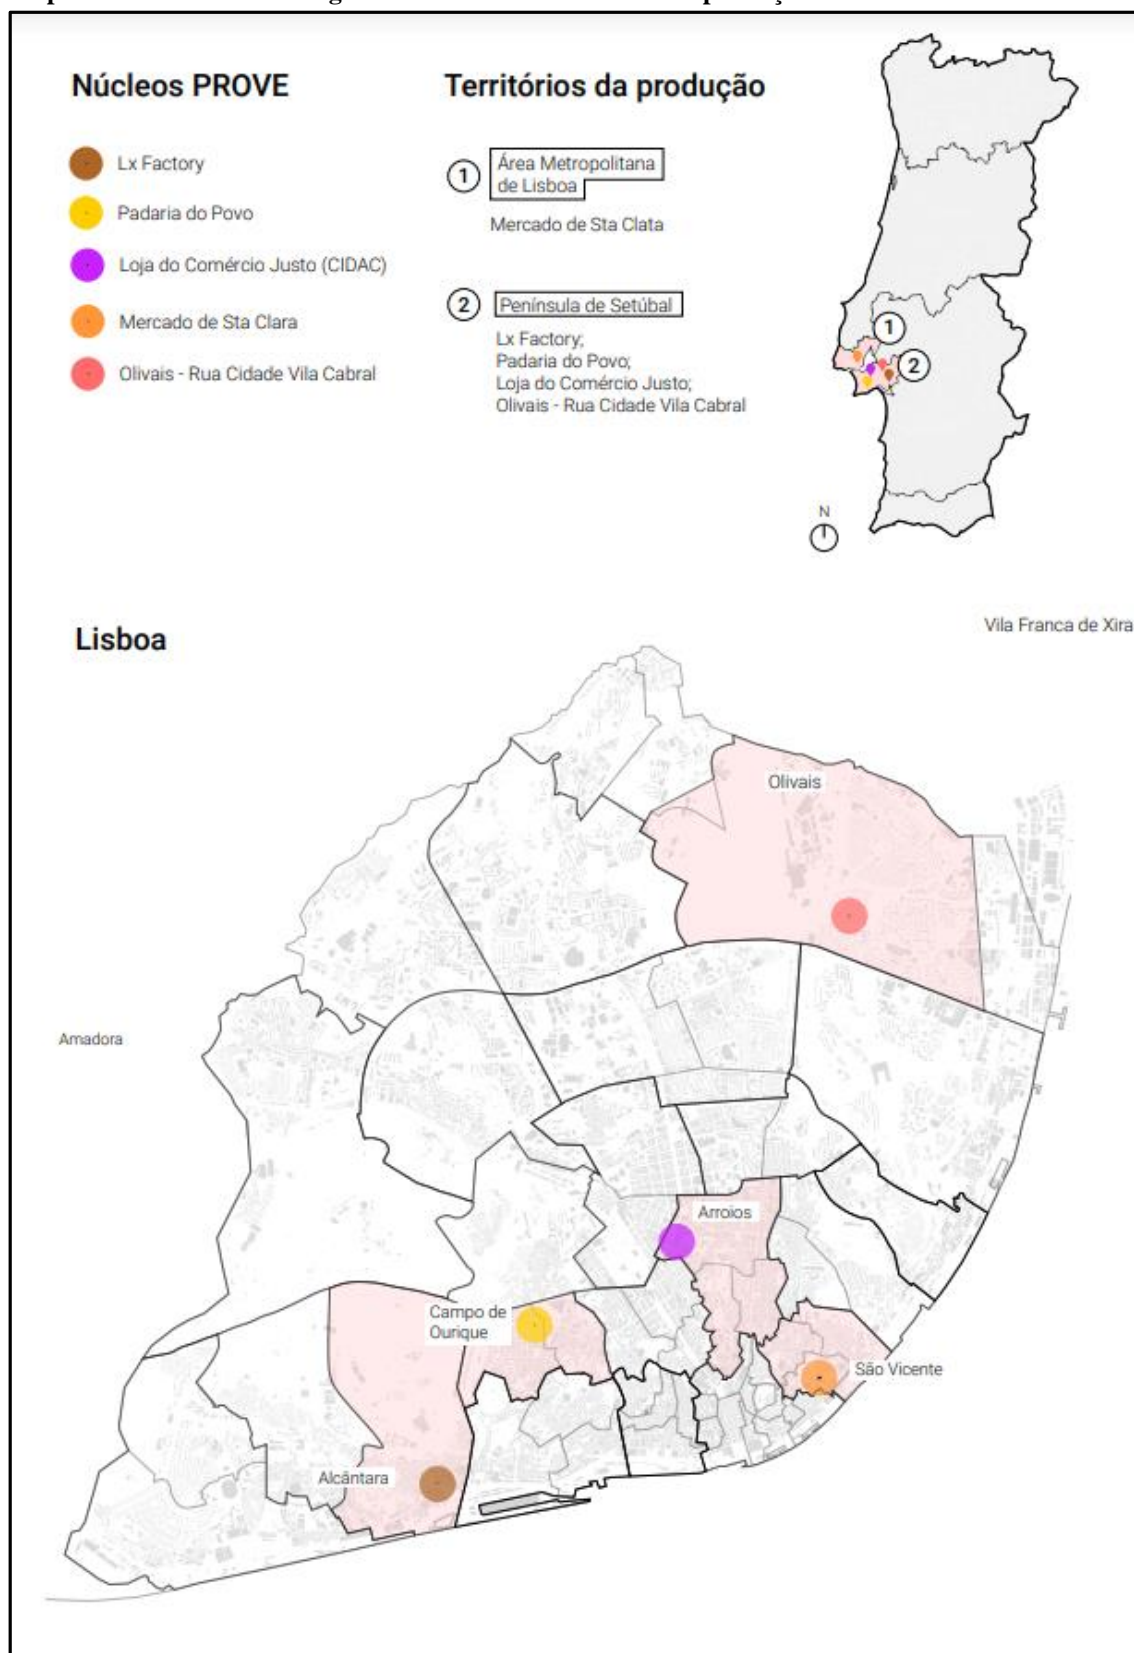 Núcleos PROVE
Lx Factory
Padaria do Povo
Loja do Comércio Justo (CIDAC)
Mercado de Sta Clara
Olivais - Rua Cidade Vila Cabral
Territórios da produção
1
Área Metropolitana
de Lisboa
Mercado de Sta Clata
2
Península de Setúbal
Lx Factory;
Padaria do Povo;
Loja do Comércio Justo;
Olivais - Rua Cidade Vila Cabral
1
2
N
Lisboa
Vila Franca de Xira
Olivais
Amadora
Arroios
Campo de
Ourique
São Vicente
Alcântara